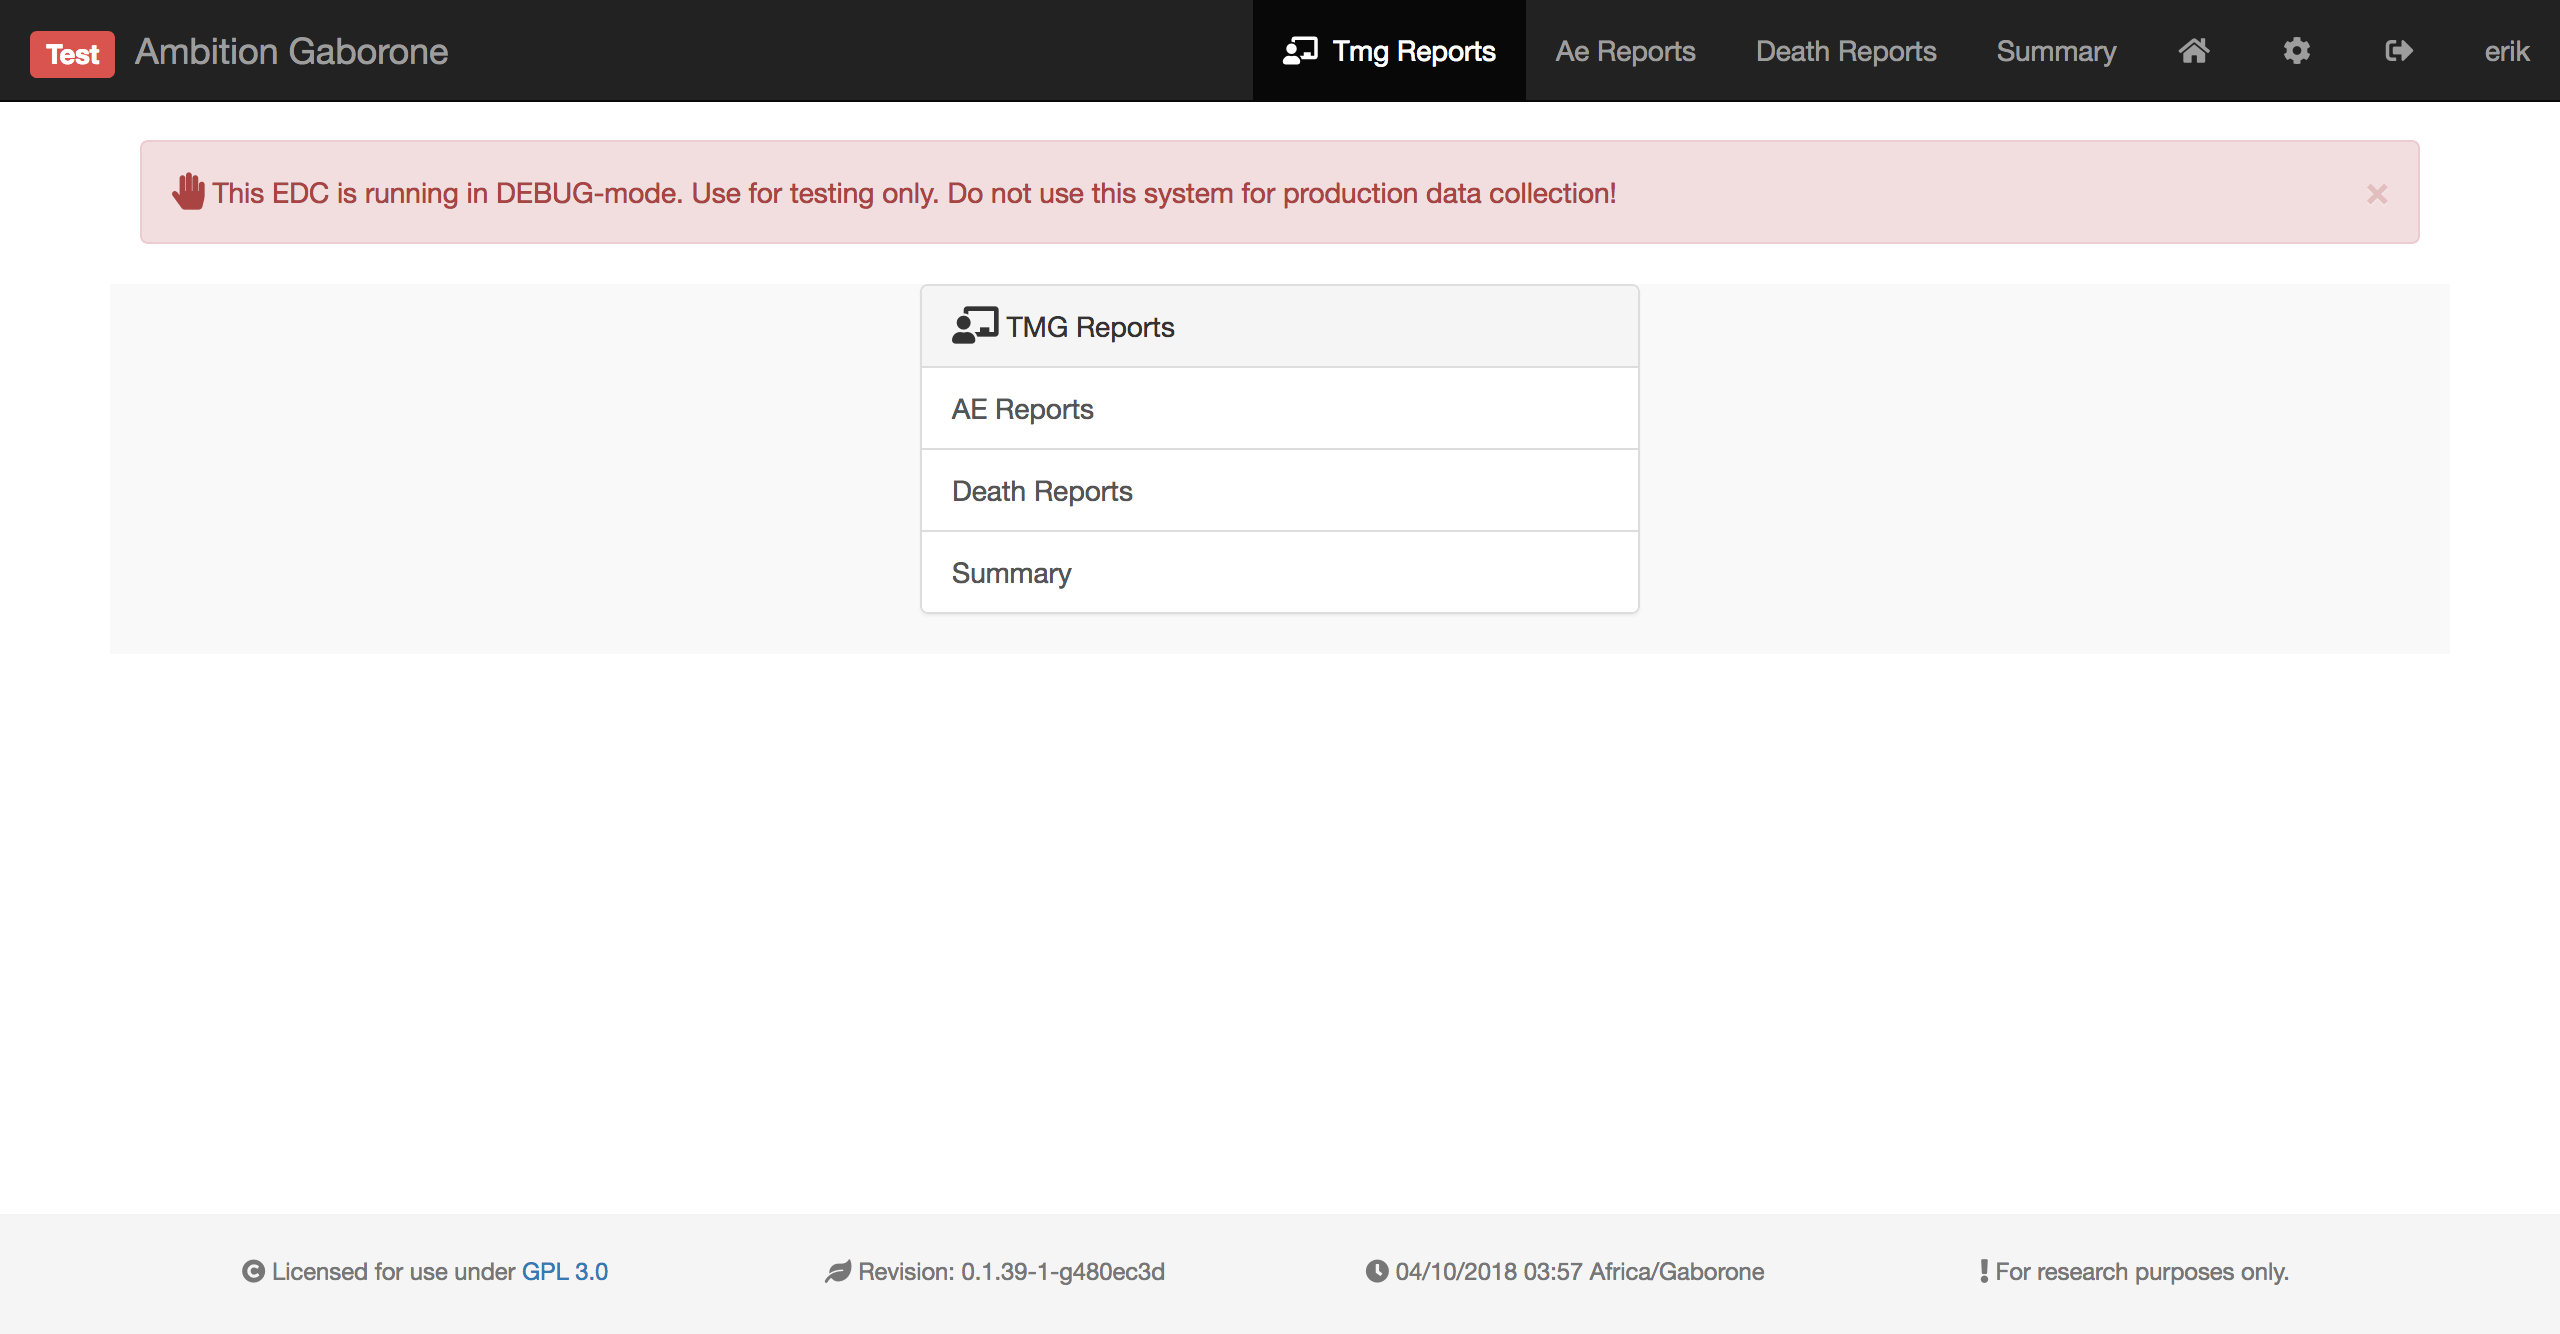 Test Ambition Gaborone Tmg Reports Ae Reports Death Reports Summary erik
This EDC is running in DEBUG-mode. Use for testing only. Do not use this system for production data collection! ×
TMG Reports
AE Reports
Death Reports
Summary
Licensed for use under GPL 3.0 Revision: 0.1.39-1-g480ec3d 04/10/2018 03:57 Africa/Gaborone For research purposes only.